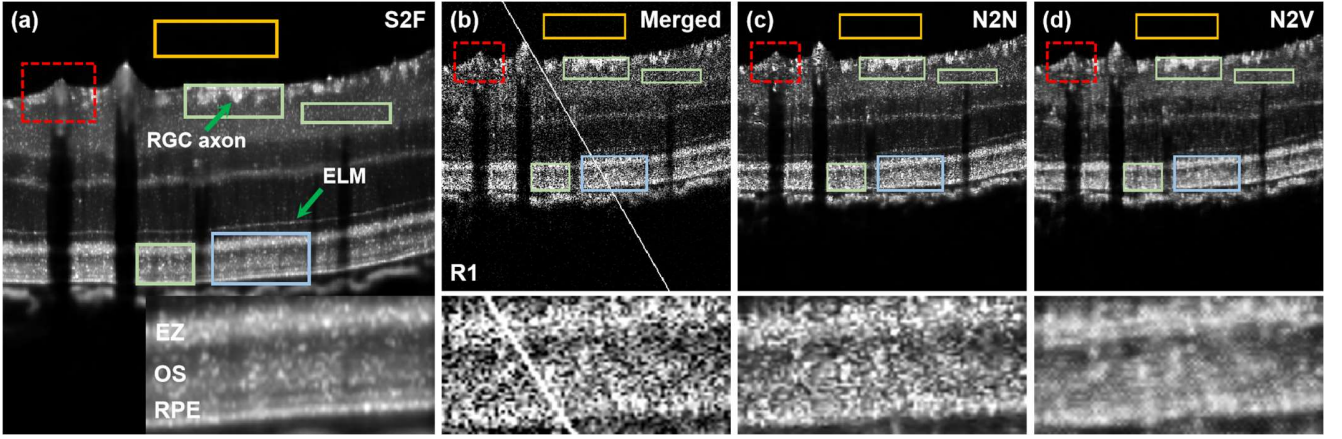 (a)
S2F
RGC axon
ELM
EZ
OS
RPE
(b)
Merged
R1
(c)
N2N
(d)
N2V